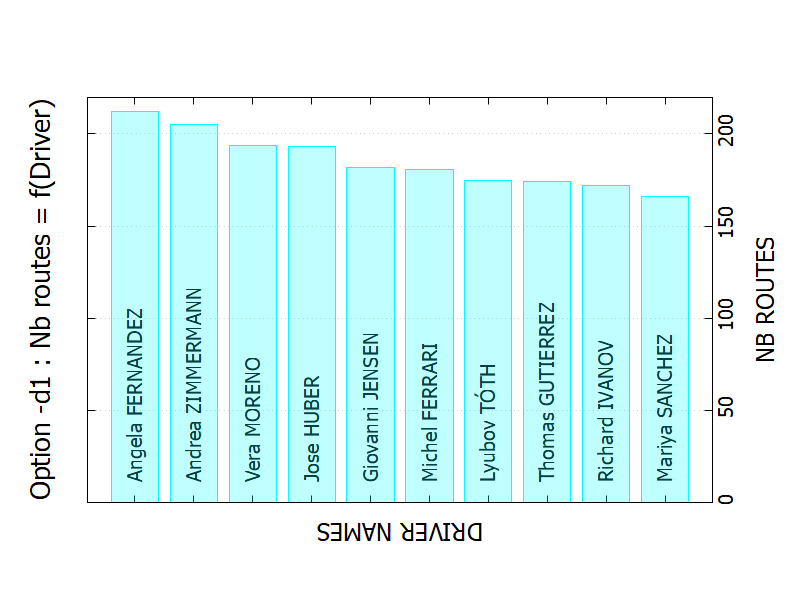 Option -d1 : Nb routes = f(Driver)
Angela FERNANDEZ
Andrea ZIMMERMANN
Vera MORENO
Jose HUBER
Giovanni JENSEN
Michel FERRARI
Lyubov TÓTH
Thomas GUTIERREZ
Richard IVANOV
Mariya SANCHEZ
0
50
100
150
200
NB ROUTES
DRIVER NAMES